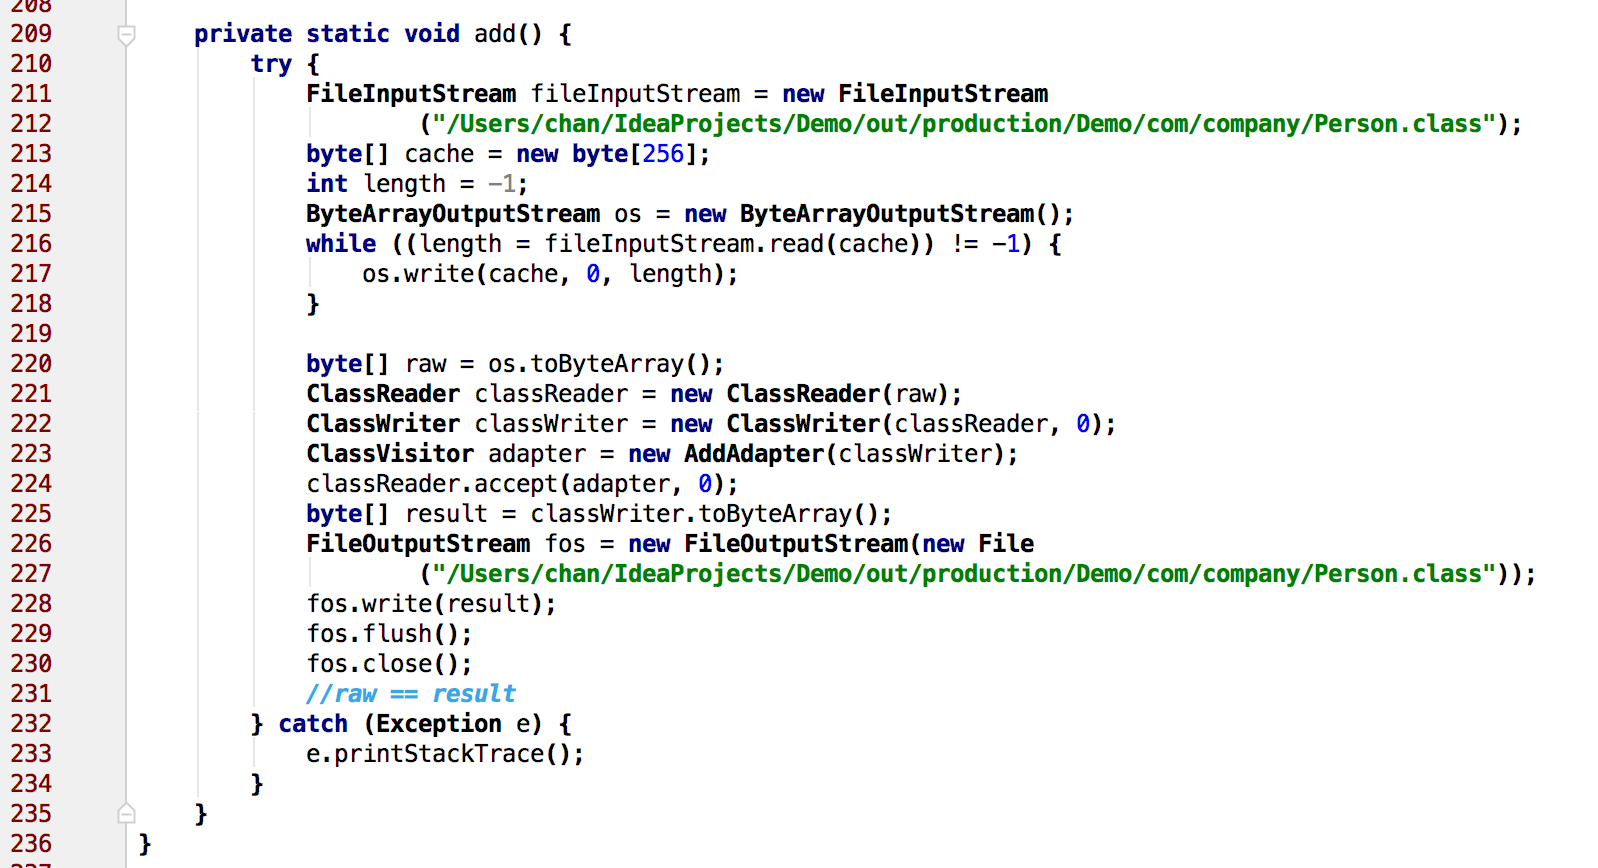 208
209 private static void add() {
210 try {
211 FileInputStream fileInputStream = new FileInputStream
212 ("/Users/chan/IdeaProjects/Demo/out/production/Demo/com/company/Person.class");
213 byte[] cache = new byte[256];
214 int length = -1;
215 ByteArrayOutputStream os = new ByteArrayOutputStream();
216 while ((length = fileInputStream.read(cache)) != -1) {
217 os.write(cache, 0, length);
218 }
219
220 byte[] raw = os.toByteArray();
221 ClassReader classReader = new ClassReader(raw);
222 ClassWriter classWriter = new ClassWriter(classReader, 0);
223 ClassVisitor adapter = new AddAdapter(classWriter);
224 classReader.accept(adapter, 0);
225 byte[] result = classWriter.toByteArray();
226 FileOutputStream fos = new FileOutputStream(new File
227 ("/Users/chan/IdeaProjects/Demo/out/production/Demo/com/company/Person.class"));
228 fos.write(result);
229 fos.flush();
230 fos.close();
231 //raw == result
232 } catch (Exception e) {
233 e.printStackTrace();
234 }
235 }
236 }